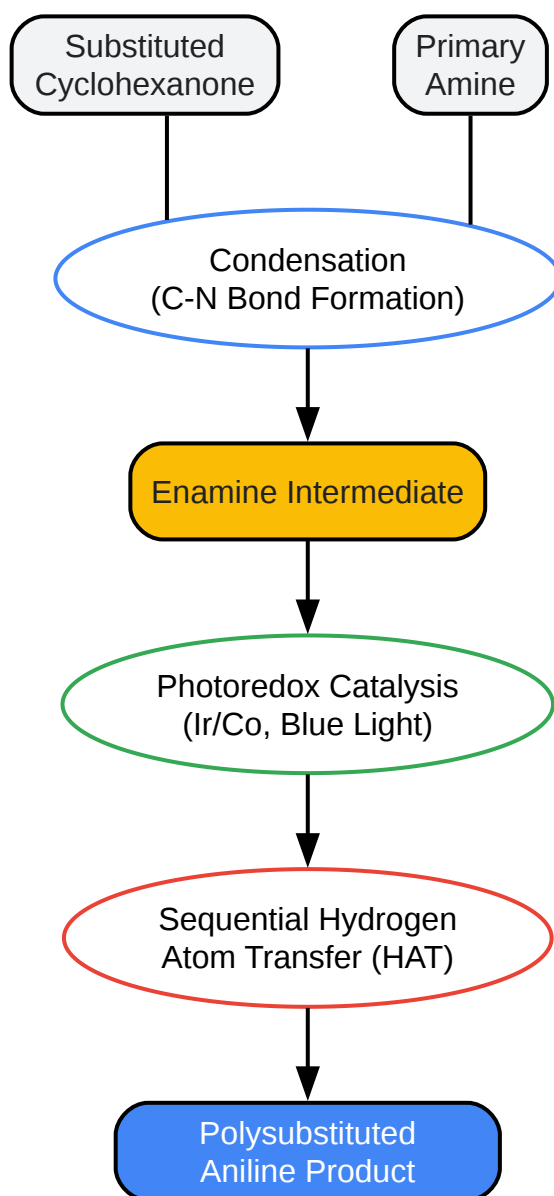 Substituted
Cyclohexanone
Primary
Amine
Condensation
(C-N Bond Formation)
Enamine Intermediate
Photoredox Catalysis
(Ir/Co, Blue Light)
Sequential Hydrogen
Atom Transfer (HAT)
Polysubstituted
Aniline Product